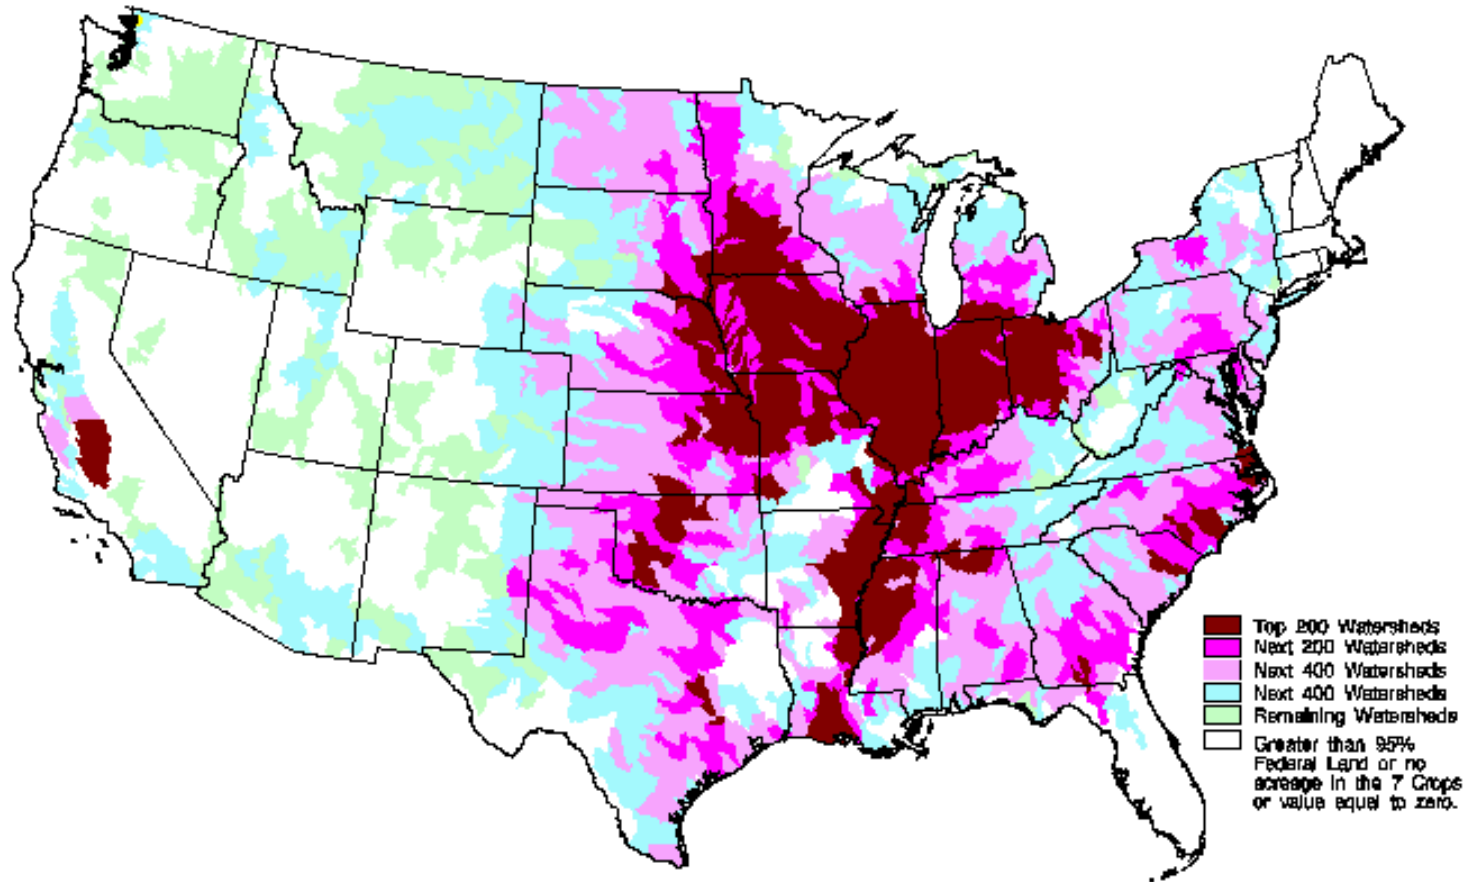 Top 200 Watersheds
Next 200 Watersheds
Next 400 Watersheds
Next 400 Watersheds
Remaining Watersheds
Greater than 95%
Federal Land or no
acreage in the 7 Crops
or value equal to zero.